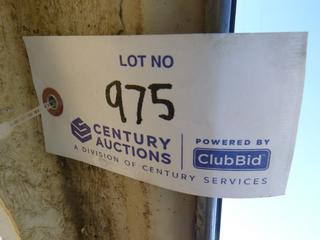 LOT NO
975
CENTURY
AUCTIONS
A DIVISION OF CENTURY SERVICES
POWERED BY
ClubBid